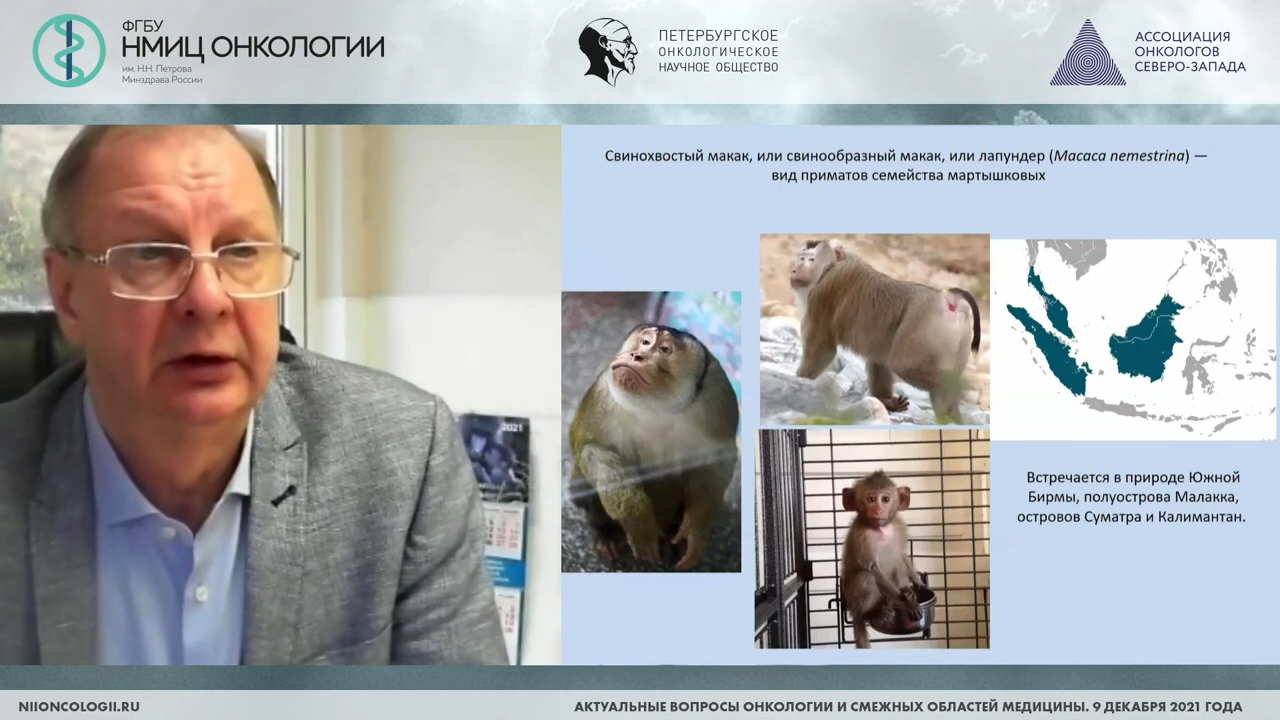 ФГБУ
НМИЦ ОНКОЛОГИИ
им. Н.Н. Петрова
Минздрава России
ПЕТЕРБУРГСКОЕ
ОНКОЛОГИЧЕСКОЕ
НАУЧНОЕ ОБЩЕСТВО
АССОЦИАЦИЯ
ОНКОЛОГОВ
СЕВЕРО-ЗАПАДА
Свинохвостый макак, или свинообразный макак, или лапундер (Macaca nemestrina) —
вид приматов семейства мартышковых
2021
Встречается в природе Южной
Бирмы, полуострова Малакка,
островов Суматра и Калимантан.
NIIONCOLOGII.RU
АКТУАЛЬНЫЕ ВОПРОСЫ ОНКОЛОГИИ И СМЕЖНЫХ ОБЛАСТЕЙ МЕДИЦИНЫ. 9 ДЕКАБРЯ 2021 ГОДА